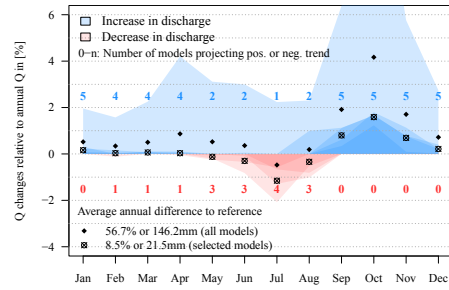 6
Increase in discharge
Decrease in discharge
0−n: Number of models projecting pos. or neg. trend
4
5 4 4 4 2 2 1 2 5 5 5 5
2
0
0 1 1 1 3 3 4 3 0 0 0 0
−2
Average annual difference to reference
56.7% or 146.2mm (all models)
8.5% or 21.5mm (selected models)
−4
Q changes relative to annual Q in [%]
Jan Feb Mar Apr May Jun Jul Aug Sep Oct Nov Dec